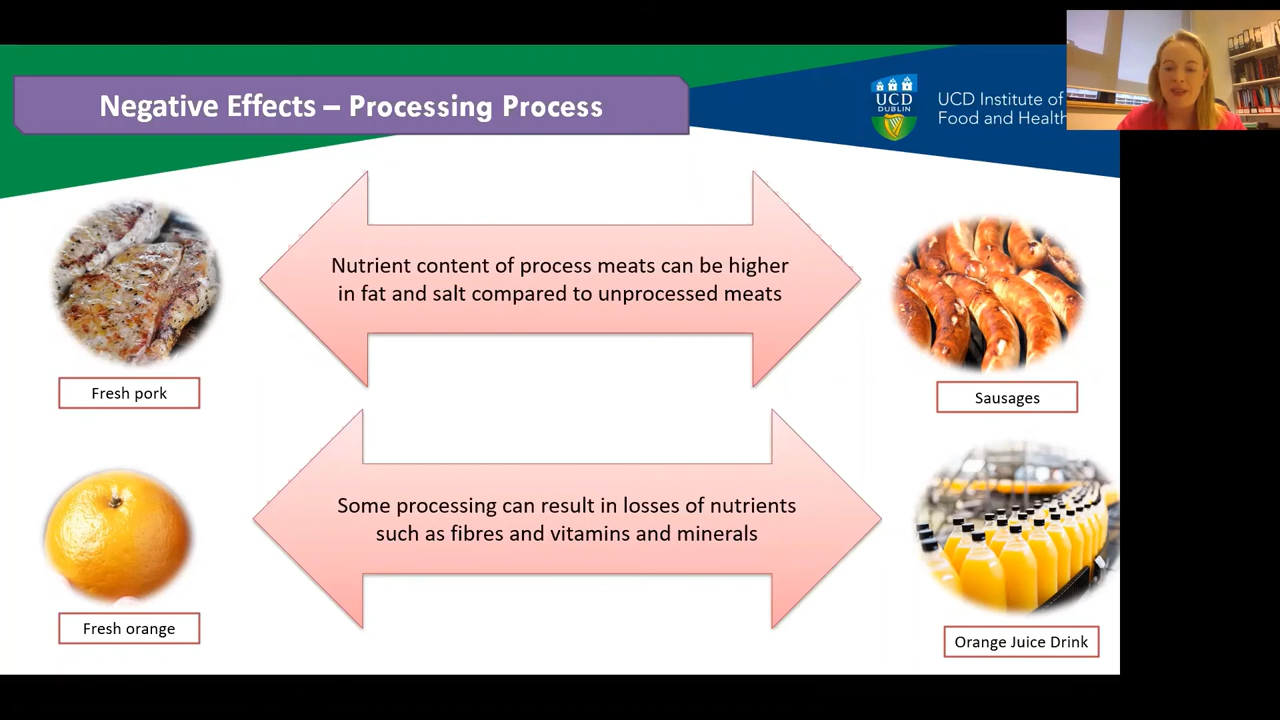 Negative Effects – Processing Process
UCD
DUBLIN
UCD Institute of
Food and Health
Nutrient content of process meats can be higher
in fat and salt compared to unprocessed meats
Fresh pork
Sausages
Some processing can result in losses of nutrients
such as fibres and vitamins and minerals
Fresh orange
Orange Juice Drink